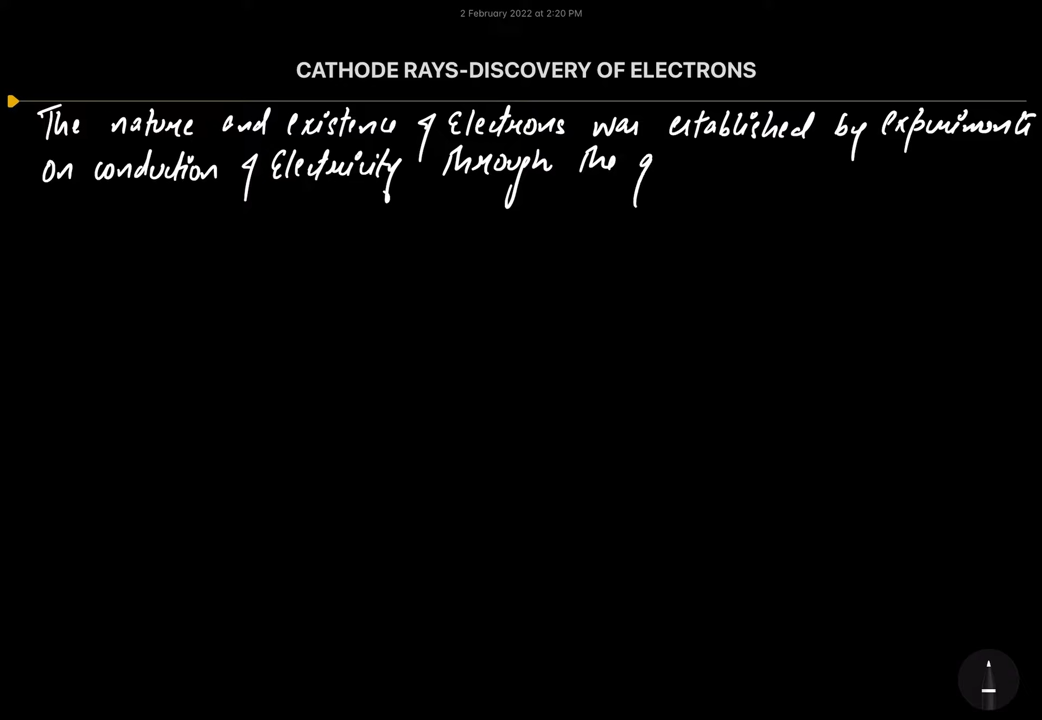 2 February 2022 at 2:20 PM
CATHODE RAYS-DISCOVERY OF ELECTRONS
The nature and existence of Electrons was established by experiments
on conduction of Electricity through the g